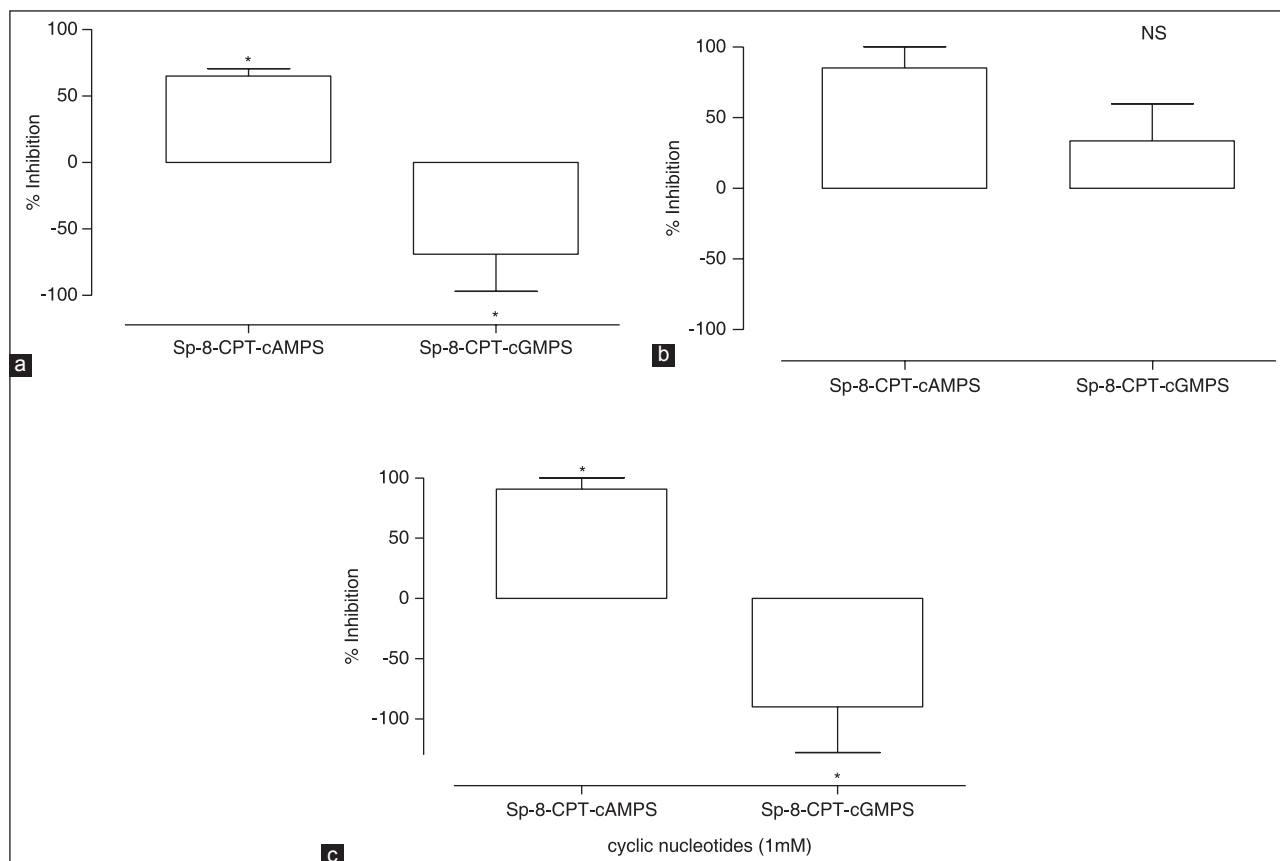 100
50
0
-50
-100
% Inhibition
*
*
Sp-8-CPT-cAMPS
Sp-8-CPT-cGMPS
a
NS
100
50
0
-50
-100
% Inhibition
Sp-8-CPT-cAMPS
Sp-8-CPT-cGMPS
b
100
50
0
-50
-100
% Inhibition
*
*
Sp-8-CPT-cAMPS
Sp-8-CPT-cGMPS
cyclic nucleotides (1mM)
c